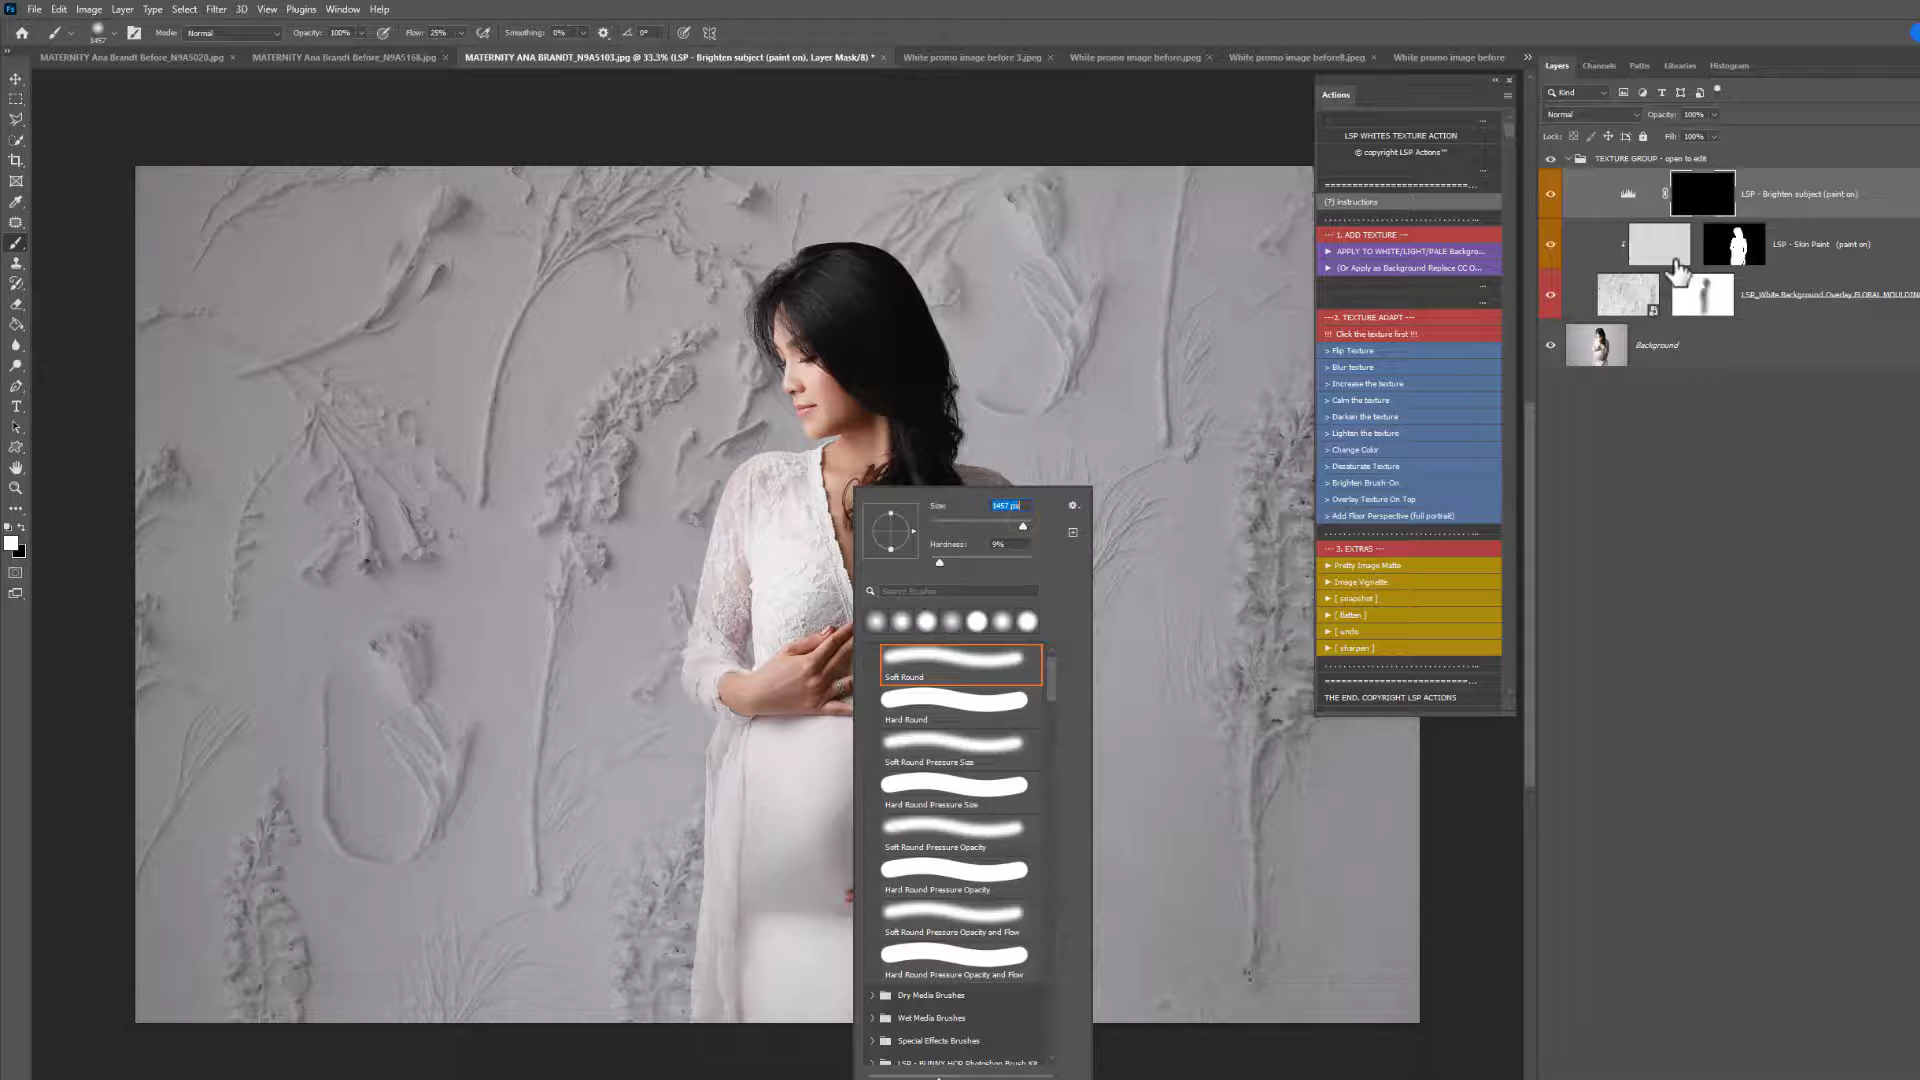 Ps File Edit Image Layer Type Select Filter 3D View Plugins Window Help
1457 Mode: Normal Opacity: 100% Flow: 25% Smoothing: 0% 0°
MATERNITY Ana Brandt Before_N9A5020.jpg × MATERNITY Ana Brandt Before_N9A5168.jpg × MATERNITY ANA BRANDT_N9A5103.jpg @ 33.3% (LSP - Brighten subject (paint on), Layer Mask/8) * × White promo image before 3.jpeg × White promo image before.jpeg × White promo image before8.jpeg × White promo image before
Actions
...
LSP WHITES TEXTURE ACTION
© copyright LSP Actions™
...
===========================...
(?) instructions
--- 1. ADD TEXTURE ---
APPLY TO WHITE/LIGHT/PALE Backgro...
(Or Apply as Background Replace CC O...
...
...
---2. TEXTURE ADAPT ---
!!! Click the texture first !!!
> Flip Texture
> Blur texture
> Increase the texture
> Calm the texture
> Darken the texture
> Lighten the texture
> Change Color
> Desaturate Texture
> Brighten Brush-On
> Overlay Texture On Top
> Add Floor Perspective (full portrait)
--- 3. EXTRAS ---
Pretty Image Matte
Image Vignette
[ snapshot ]
[ flatten ]
[ undo
[ sharpen ]
===========================...
THE END. COPYRIGHT LSP ACTIONS
Size: 1457 px
Hardness: 9%
Search Brushes
Soft Round
Hard Round
Soft Round Pressure Size
Hard Round Pressure Size
Soft Round Pressure Opacity
Hard Round Pressure Opacity
Soft Round Pressure Opacity and Flow
Hard Round Pressure Opacity and Flow
Dry Media Brushes
Wet Media Brushes
Special Effects Brushes
LSP - BUNNY HOP Photoshop Brush Kit
Layers Channels Paths Libraries Histogram
Kind
Normal Opacity: 100%
Lock: Fill: 100%
TEXTURE GROUP - open to edit
LSP - Brighten subject (paint on)
LSP - Skin Paint (paint on)
LSP_White Background Overlay FLORAL MOULDIN
Background